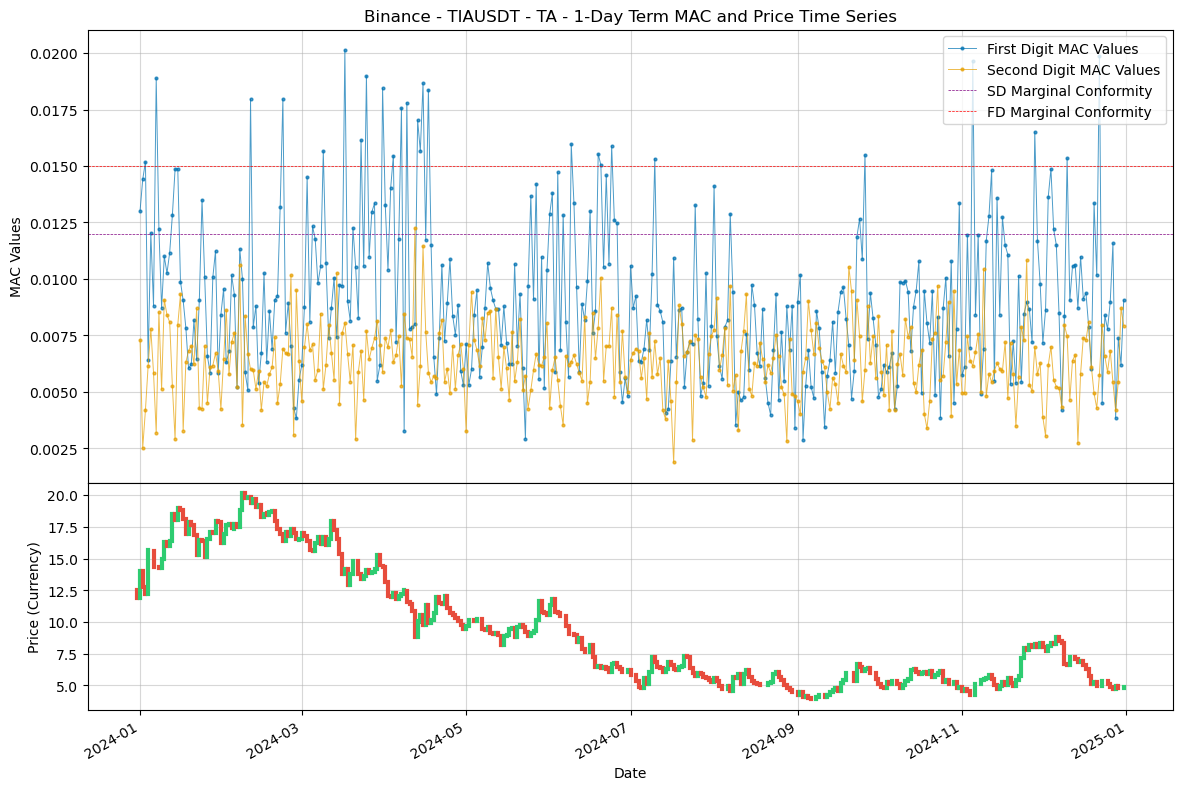 Binance - TIAUSDT - TA - 1-Day Term MAC and Price Time Series
First Digit MAC Values
Second Digit MAC Values
SD Marginal Conformity
FD Marginal Conformity
MAC Values
0.0200
0.0175
0.0150
0.0125
0.0100
0.0075
0.0050
0.0025
Price (Currency)
20.0
17.5
15.0
12.5
10.0
7.5
5.0
2024-01
2024-03
2024-05
2024-07
2024-09
2024-11
2025-01
Date